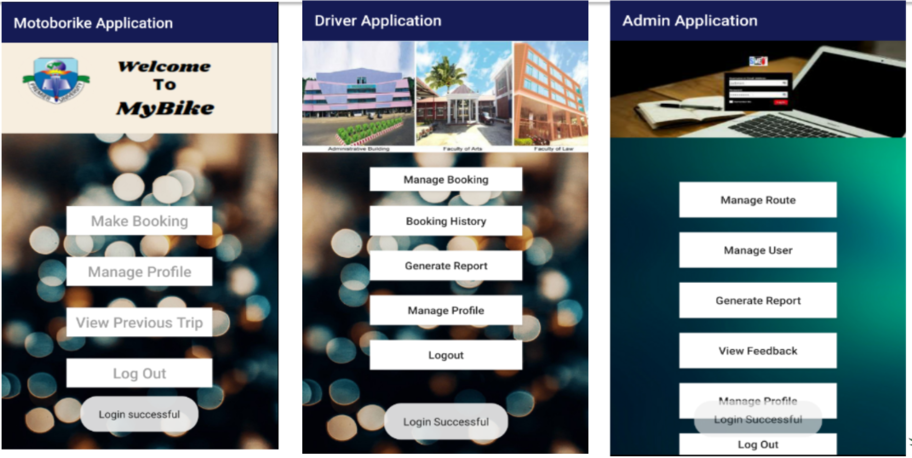 Motoborike Application
Welcome
To
MyBike
Make Booking
Manage Profile
View Previous Trip
Log Out
Login successful
Driver Application
Administrative Building
Faculty of Arts
Faculty of Law
Manage Booking
Booking History
Generate Report
Manage Profile
Logout
Login Successful
Admin Application
Manage Route
Manage User
Generate Report
View Feedback
Manage Profile
Login Successful
Log Out